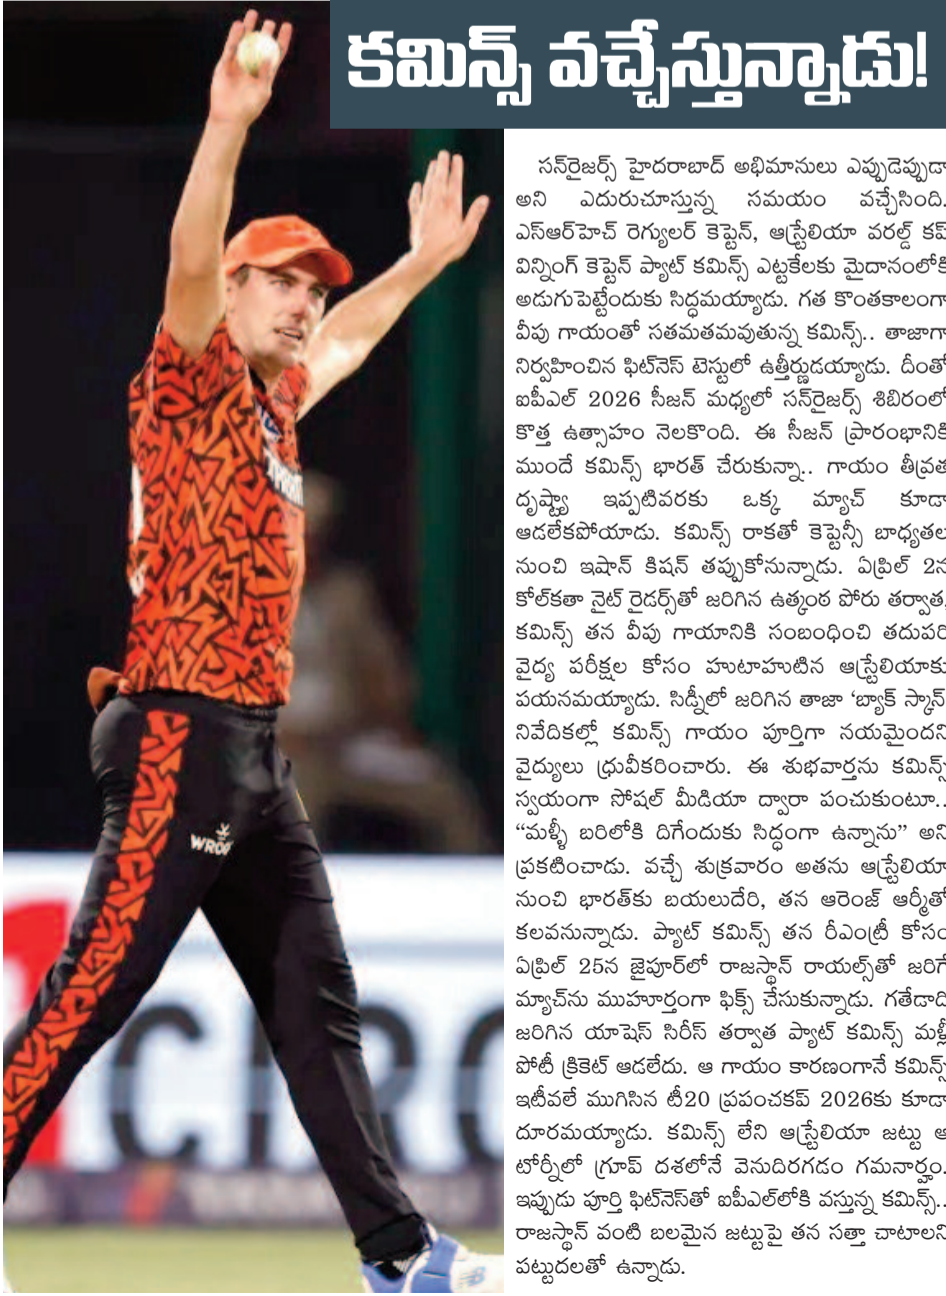 కమిన్స్ వచ్చేస్తున్నాడు!
సన్‌రైజర్స్ హైదరాబాద్ అభిమానులు ఎప్పుడెప్పుడా
అని ఎదురుచూస్తున్న సమయం వచ్చేసింది.
ఎస్ఆర్‌హెచ్ రెగ్యులర్ కెప్టెన్, ఆస్ట్రేలియా వరల్డ్ కప్
విన్నింగ్ కెప్టెన్ ప్యాట్ కమిన్స్ ఎట్టకేలకు మైదానంలోకి
అడుగుపెట్టేందుకు సిద్ధమయ్యాడు. గత కొంతకాలంగా
వీపు గాయంతో సతమతమవుతున్న కమిన్స్.. తాజాగా
నిర్వహించిన ఫిట్‌నెస్ టెస్టులో ఉత్తీర్ణుడయ్యాడు. దీంతో
ఐపీఎల్ 2026 సీజన్ మధ్యలో సన్‌రైజర్స్ శిబిరంలో
కొత్త ఉత్సాహం నెలకొంది. ఈ సీజన్ ప్రారంభానికి
ముందే కమిన్స్ భారత్ చేరుకున్నా.. గాయం తీవ్రత
దృష్ట్యా ఇప్పటివరకు ఒక్క మ్యాచ్ కూడా
ఆడలేకపోయాడు. కమిన్స్ రాకతో కెప్టెన్సీ బాధ్యతల
నుంచి ఇషాన్ కిషన్ తప్పుకోనున్నాడు. ఏప్రిల్ 2న
కోల్‌కతా నైట్ రైడర్స్‌తో జరిగిన ఉత్కంఠ పోరు తర్వాత,
కమిన్స్ తన వీపు గాయానికి సంబంధించి తదుపరి
వైద్య పరీక్షల కోసం హుటాహుటిన ఆస్ట్రేలియాకు
పయనమయ్యాడు. సిడ్నీలో జరిగిన తాజా ‘బ్యాక్ స్కాన్’
నివేదికల్లో కమిన్స్ గాయం పూర్తిగా నయమైందని
వైద్యులు ధ్రువీకరించారు. ఈ శుభవార్తను కమిన్స్
స్వయంగా సోషల్ మీడియా ద్వారా పంచుకుంటూ..
“మళ్ళీ బరిలోకి దిగేందుకు సిద్ధంగా ఉన్నాను” అని
ప్రకటించాడు. వచ్చే శుక్రవారం అతను ఆస్ట్రేలియా
నుంచి భారత్‌కు బయలుదేరి, తన ఆరెంజ్ ఆర్మీతో
కలవనున్నాడు. ప్యాట్ కమిన్స్ తన రీఎంట్రీ కోసం
ఏప్రిల్ 25న జైపూర్‌లో రాజస్థాన్ రాయల్స్‌తో జరిగే
మ్యాచ్‌ను ముహూర్తంగా ఫిక్స్ చేసుకున్నాడు. గతేడాది
జరిగిన యాషెస్ సిరీస్ తర్వాత ప్యాట్ కమిన్స్ మళ్లీ
పోటీ క్రికెట్ ఆడలేదు. ఆ గాయం కారణంగానే కమిన్స్
ఇటీవలే ముగిసిన టీ20 ప్రపంచకప్ 2026కు కూడా
దూరమయ్యాడు. కమిన్స్ లేని ఆస్ట్రేలియా జట్టు ఆ
టోర్నీలో గ్రూప్ దశలోనే వెనుదిరగడం గమనార్హం.
ఇప్పుడు పూర్తి ఫిట్‌నెస్‌తో ఐపీఎల్‌లోకి వస్తున్న కమిన్స్..
రాజస్థాన్ వంటి బలమైన జట్టుపై తన సత్తా చాటాలని
పట్టుదలతో ఉన్నాడు.